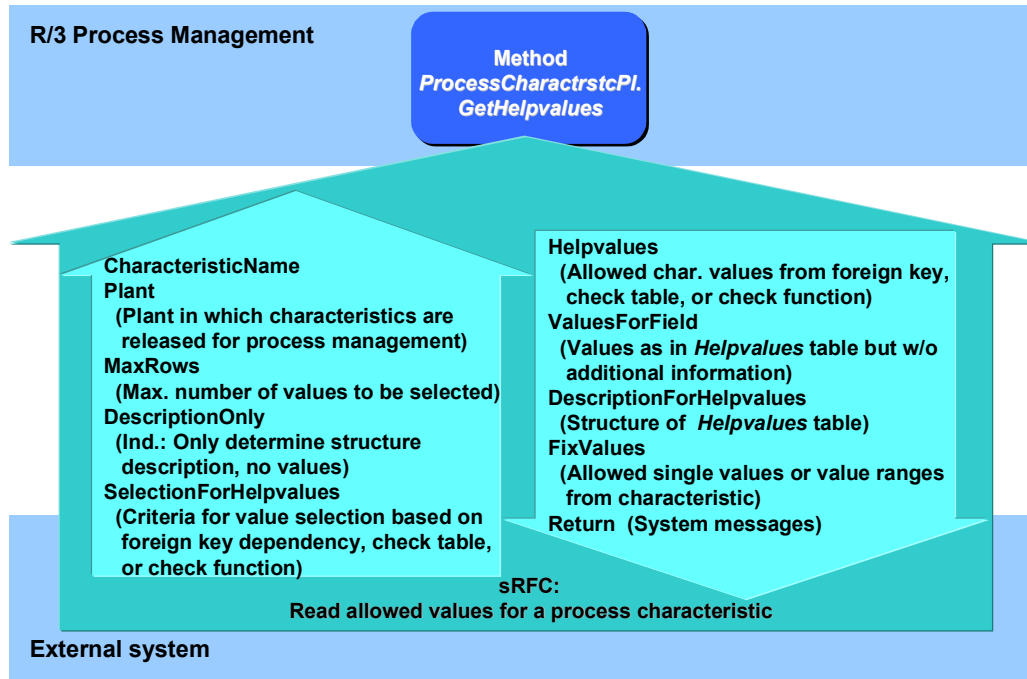 R/3 Process Management
Method
ProcessCharactrstcPI.
GetHelpvalues
CharacteristicName
Plant
(Plant in which characteristics are
released for process management)
MaxRows
(Max. number of values to be selected)
DescriptionOnly
(Ind.: Only determine structure
description, no values)
SelectionForHelpvalues
(Criteria for value selection based on
foreign key dependency, check table,
or check function)
Helpvalues
(Allowed char. values from foreign key,
check table, or check function)
ValuesForField
(Values as in Helpvalues table but w/o
additional information)
DescriptionForHelpvalues
(Structure of Helpvalues table)
FixValues
(Allowed single values or value ranges
from characteristic)
Return (System messages)
sRFC:
Read allowed values for a process characteristic
External system